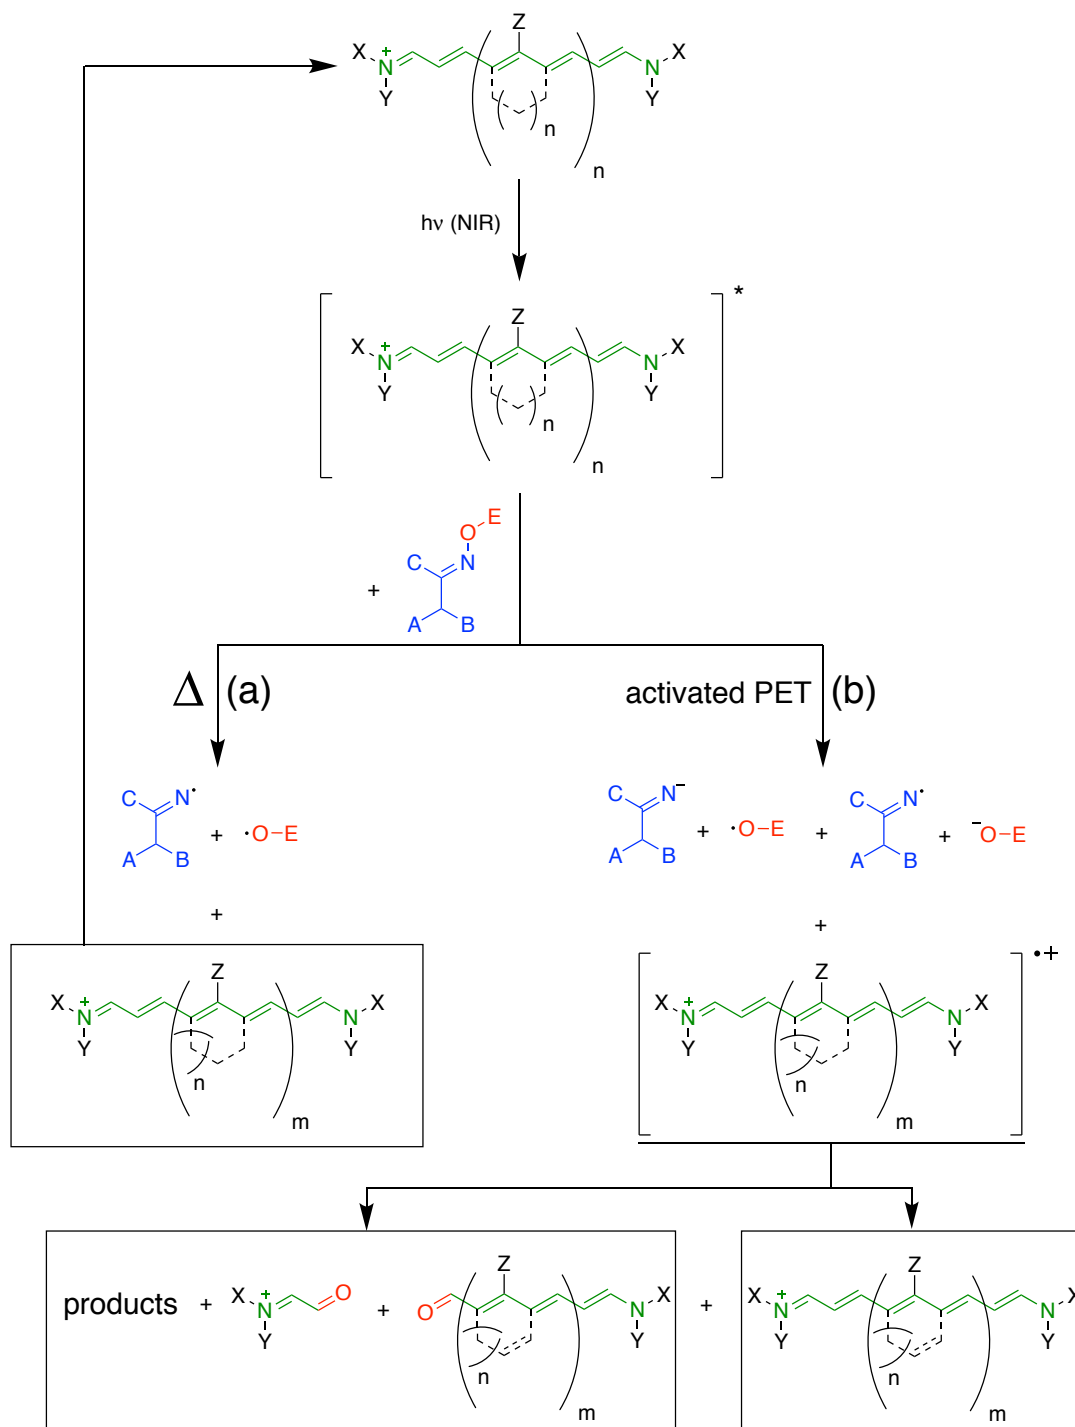 Z
X
+
N
N
X
Y
Y
n
n
hν (NIR)
*
Z
X
+
N
N
X
Y
Y
n
n
E
O
C
N
+
A
B
Δ (a)
activated PET (b)
C
N·
+
·O–E
A
B
C
N–
+
·O–E
+
C
N·
+
–O–E
A
B
A
B
+
+
•+
Z
X
+
N
N
X
Y
Y
n
m
Z
X
+
N
N
X
Y
Y
n
m
products
+
X
+
N
O
Y
+
O
Z
N
X
Y
n
m
+
Z
X
+
N
N
X
Y
Y
n
m